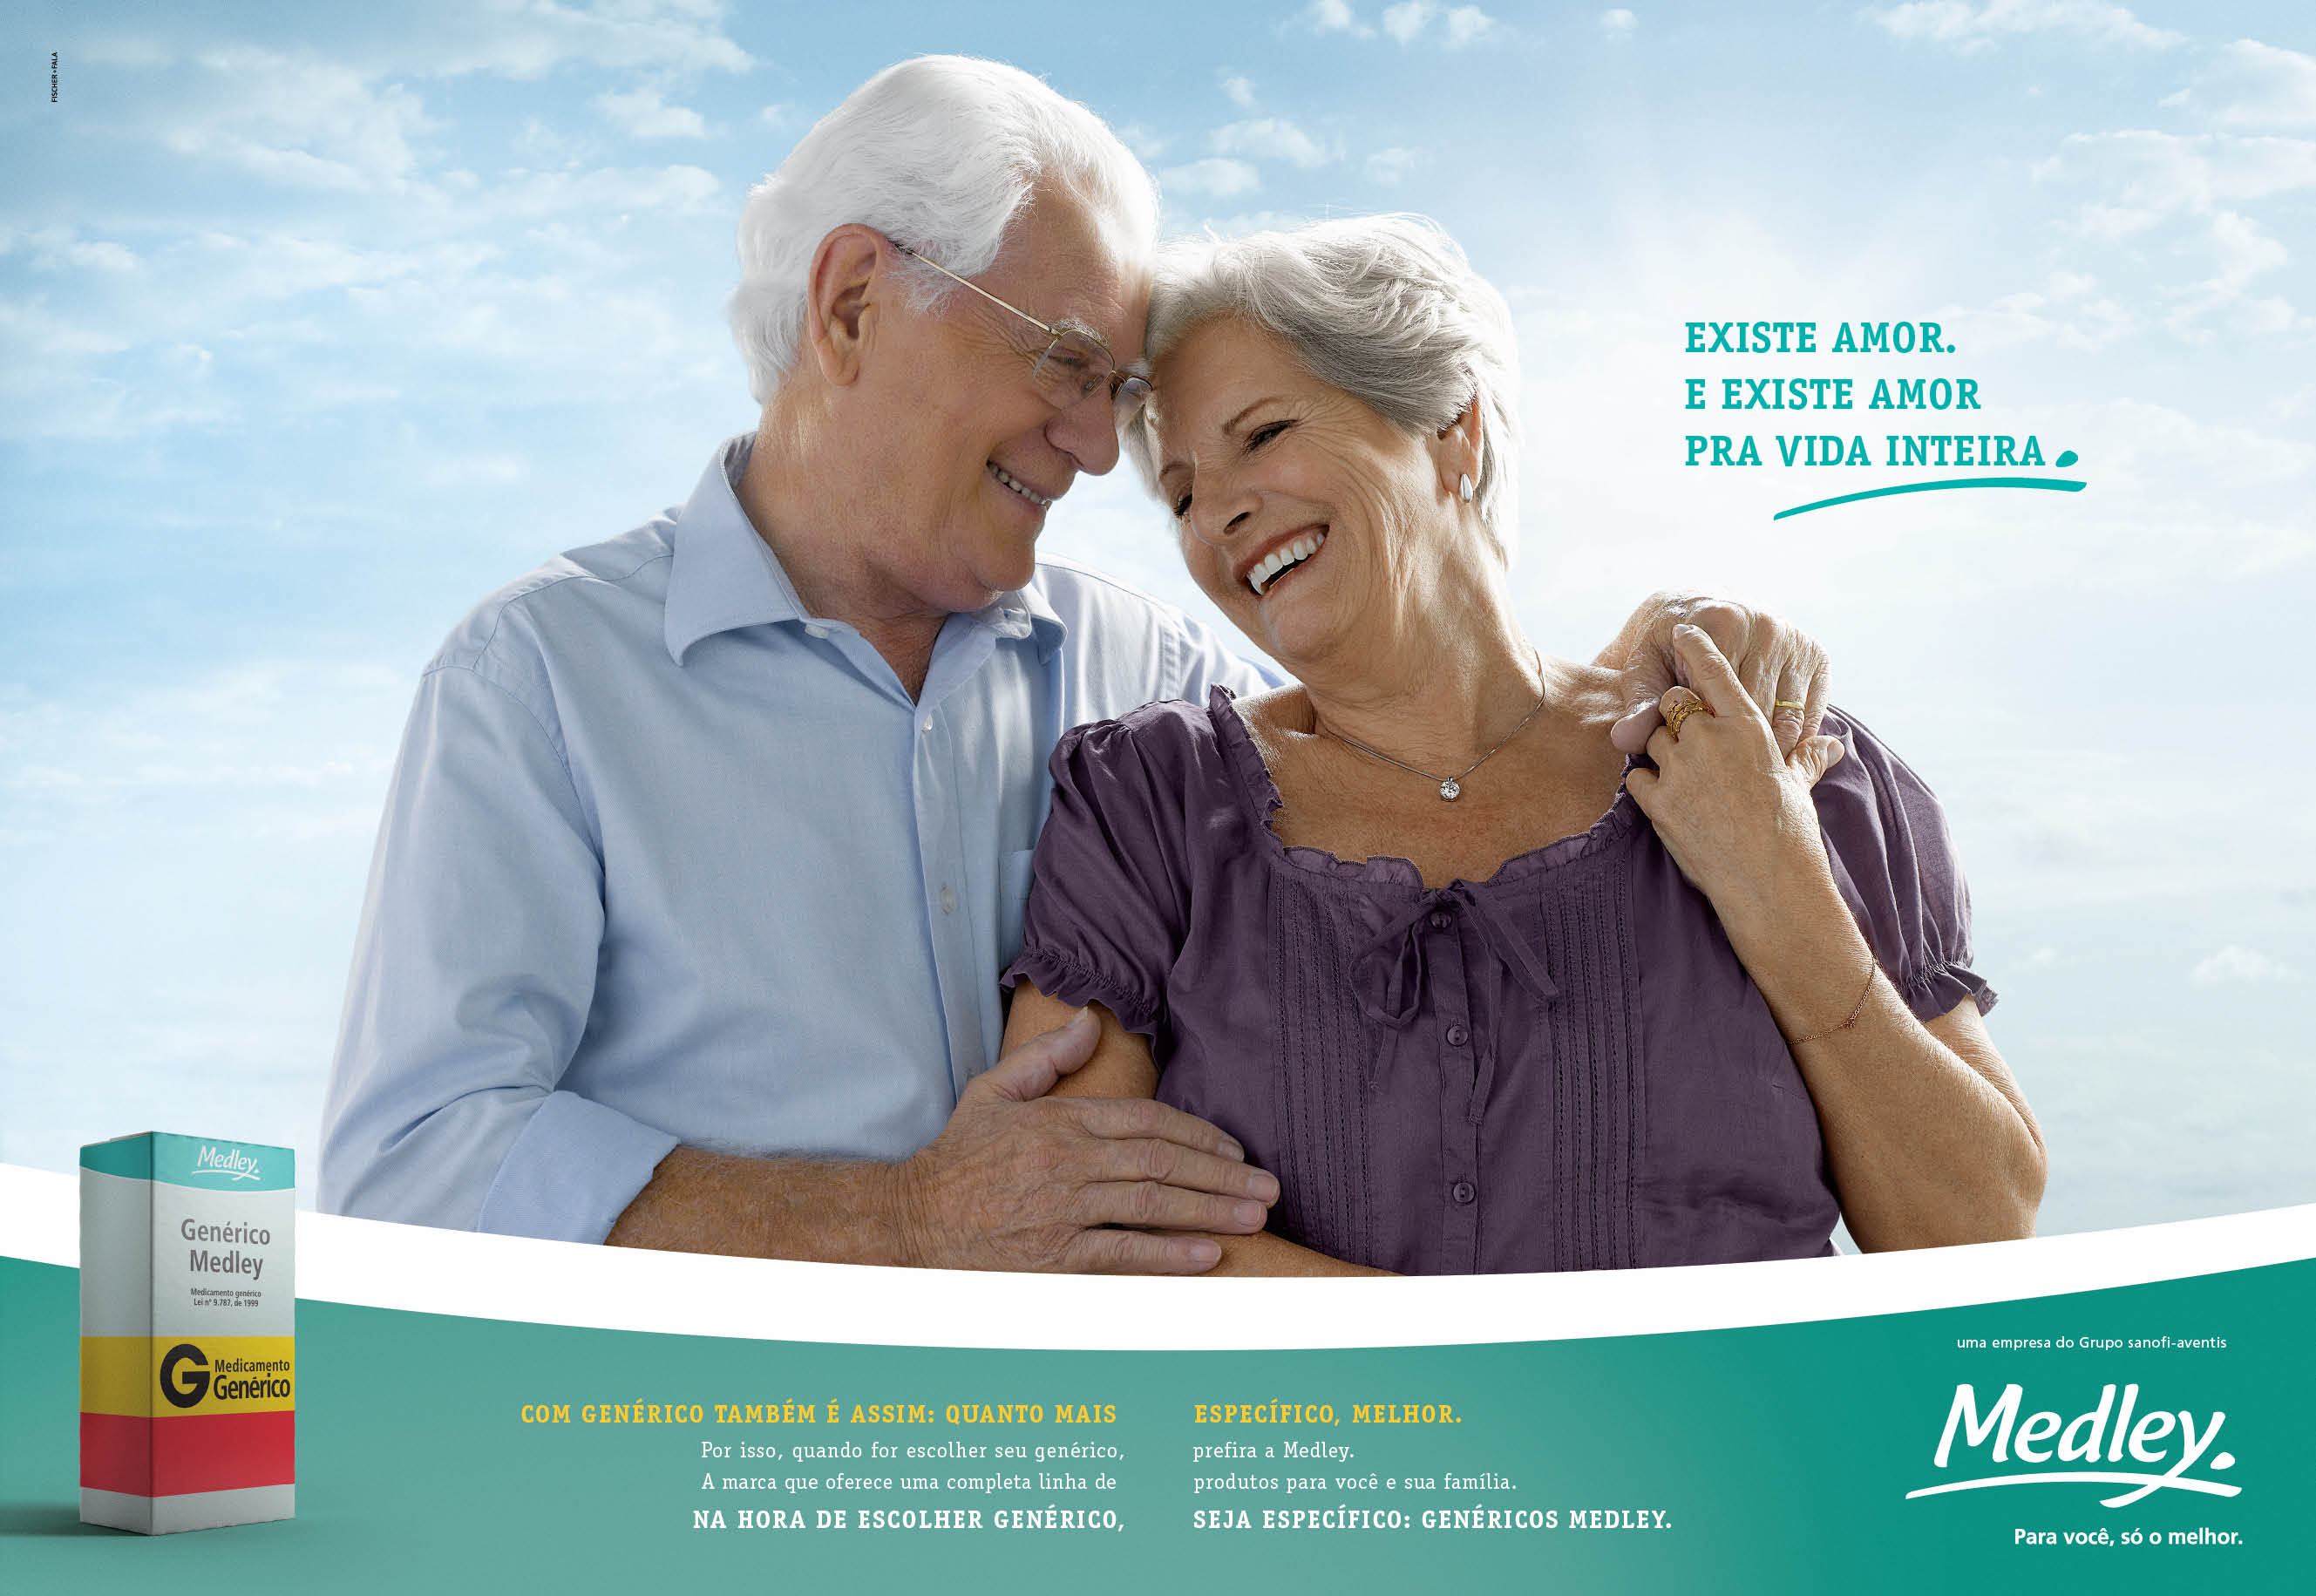 FISCHER+FALA
EXISTE AMOR.
E EXISTE AMOR
PRA VIDA INTEIRA.
Medley.
Genérico
Medley
Medicamento genérico
Lei nº 9.787, de 1999
G Medicamento
Genérico
COM GENÉRICO TAMBÉM É ASSIM: QUANTO MAIS ESPECÍFICO, MELHOR.
Por isso, quando for escolher seu genérico, prefira a Medley.
A marca que oferece uma completa linha de produtos para você e sua família.
NA HORA DE ESCOLHER GENÉRICO, SEJA ESPECÍFICO: GENÉRICOS MEDLEY.
uma empresa do Grupo sanofi-aventis
Medley.
Para você, só o melhor.